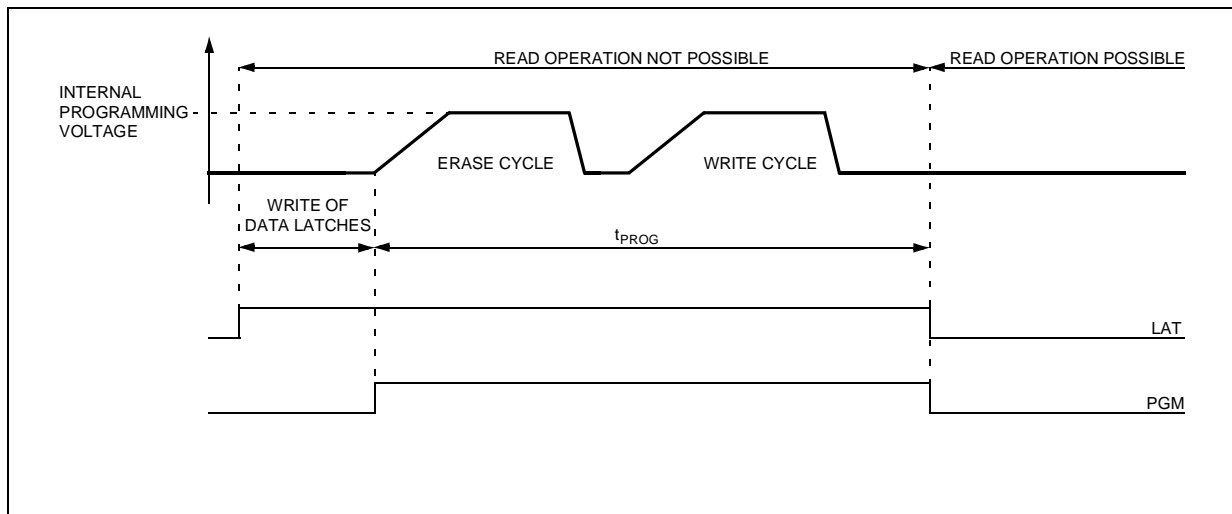 READ OPERATION NOT POSSIBLE
READ OPERATION POSSIBLE
INTERNAL
PROGRAMMING
VOLTAGE
ERASE CYCLE
WRITE CYCLE
WRITE OF
DATA LATCHES
tPROG
LAT
PGM